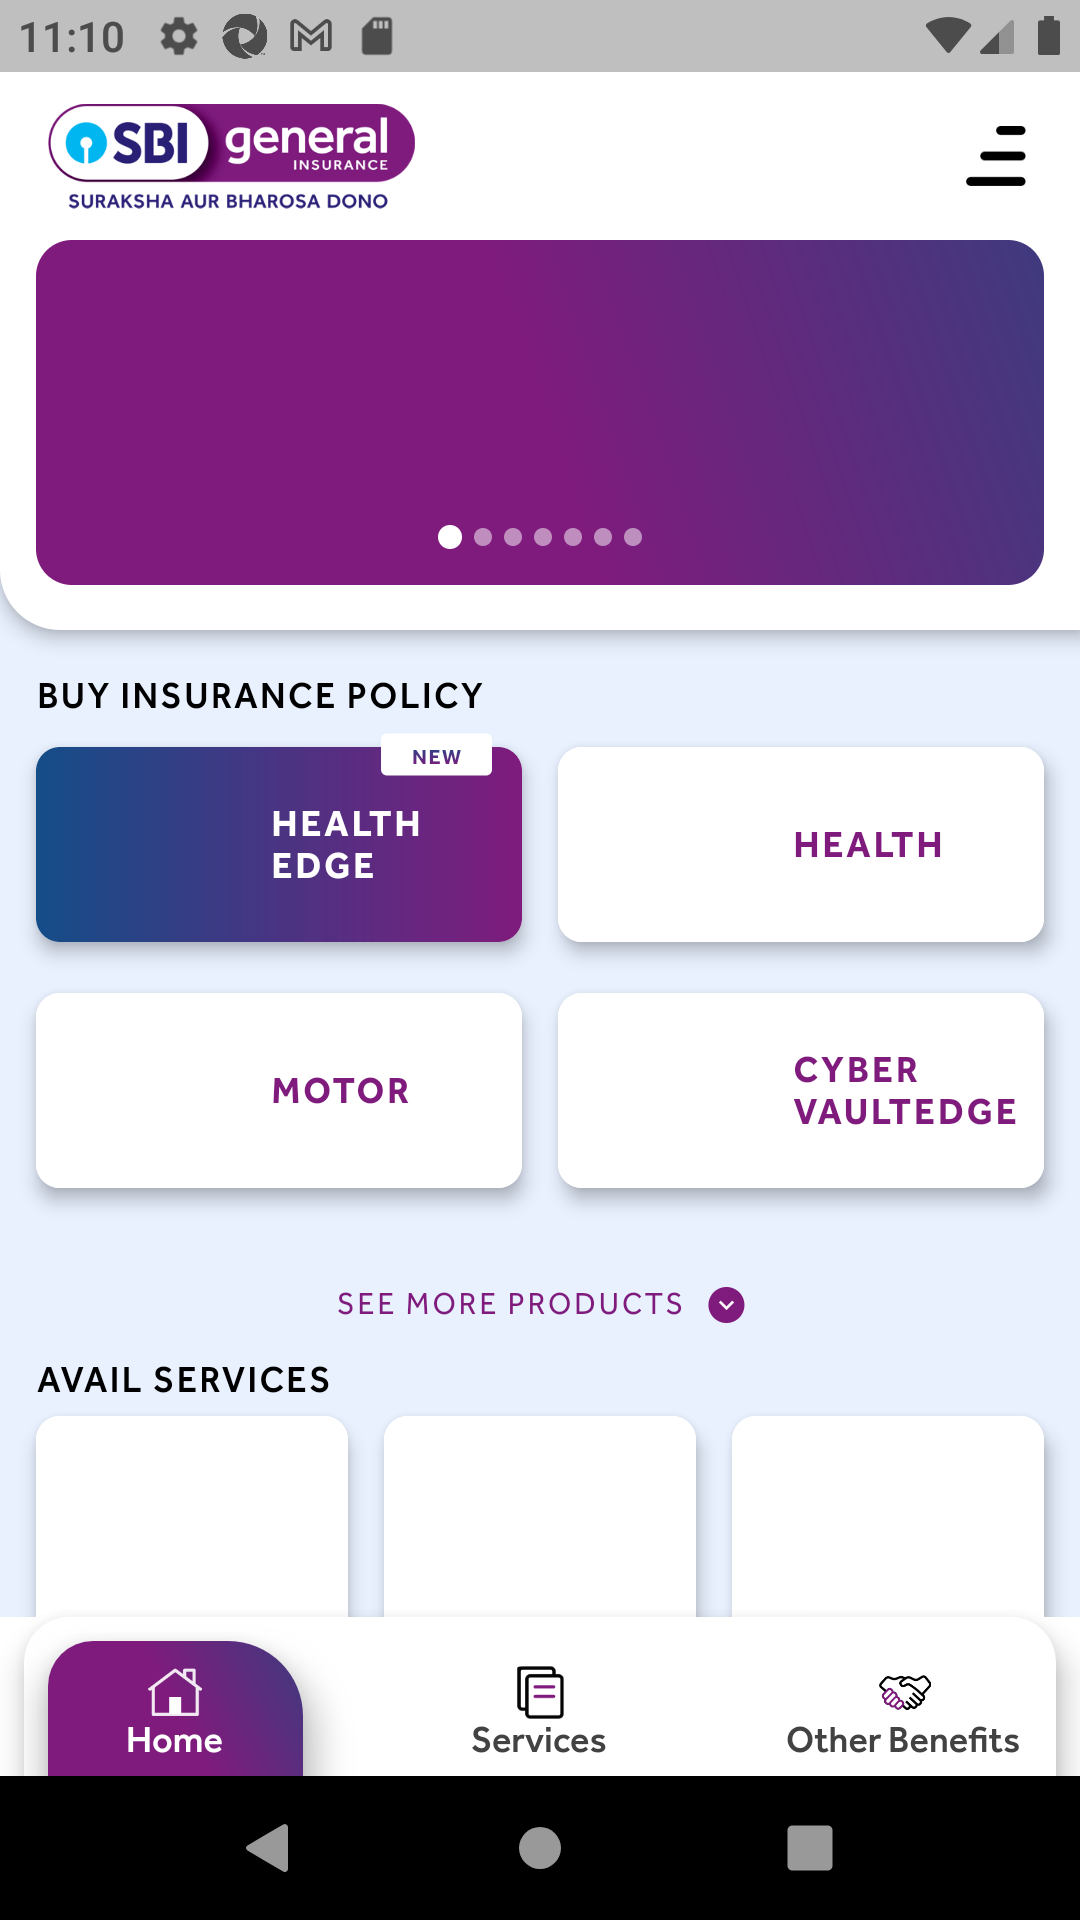 11:10
SBI general
INSURANCE
SURAKSHA AUR BHAROSA DONO
BUY INSURANCE POLICY
NEW
HEALTH
EDGE
HEALTH
MOTOR
CYBER
VAULTEDGE
SEE MORE PRODUCTS
AVAIL SERVICES
Home
Services
Other Benefits